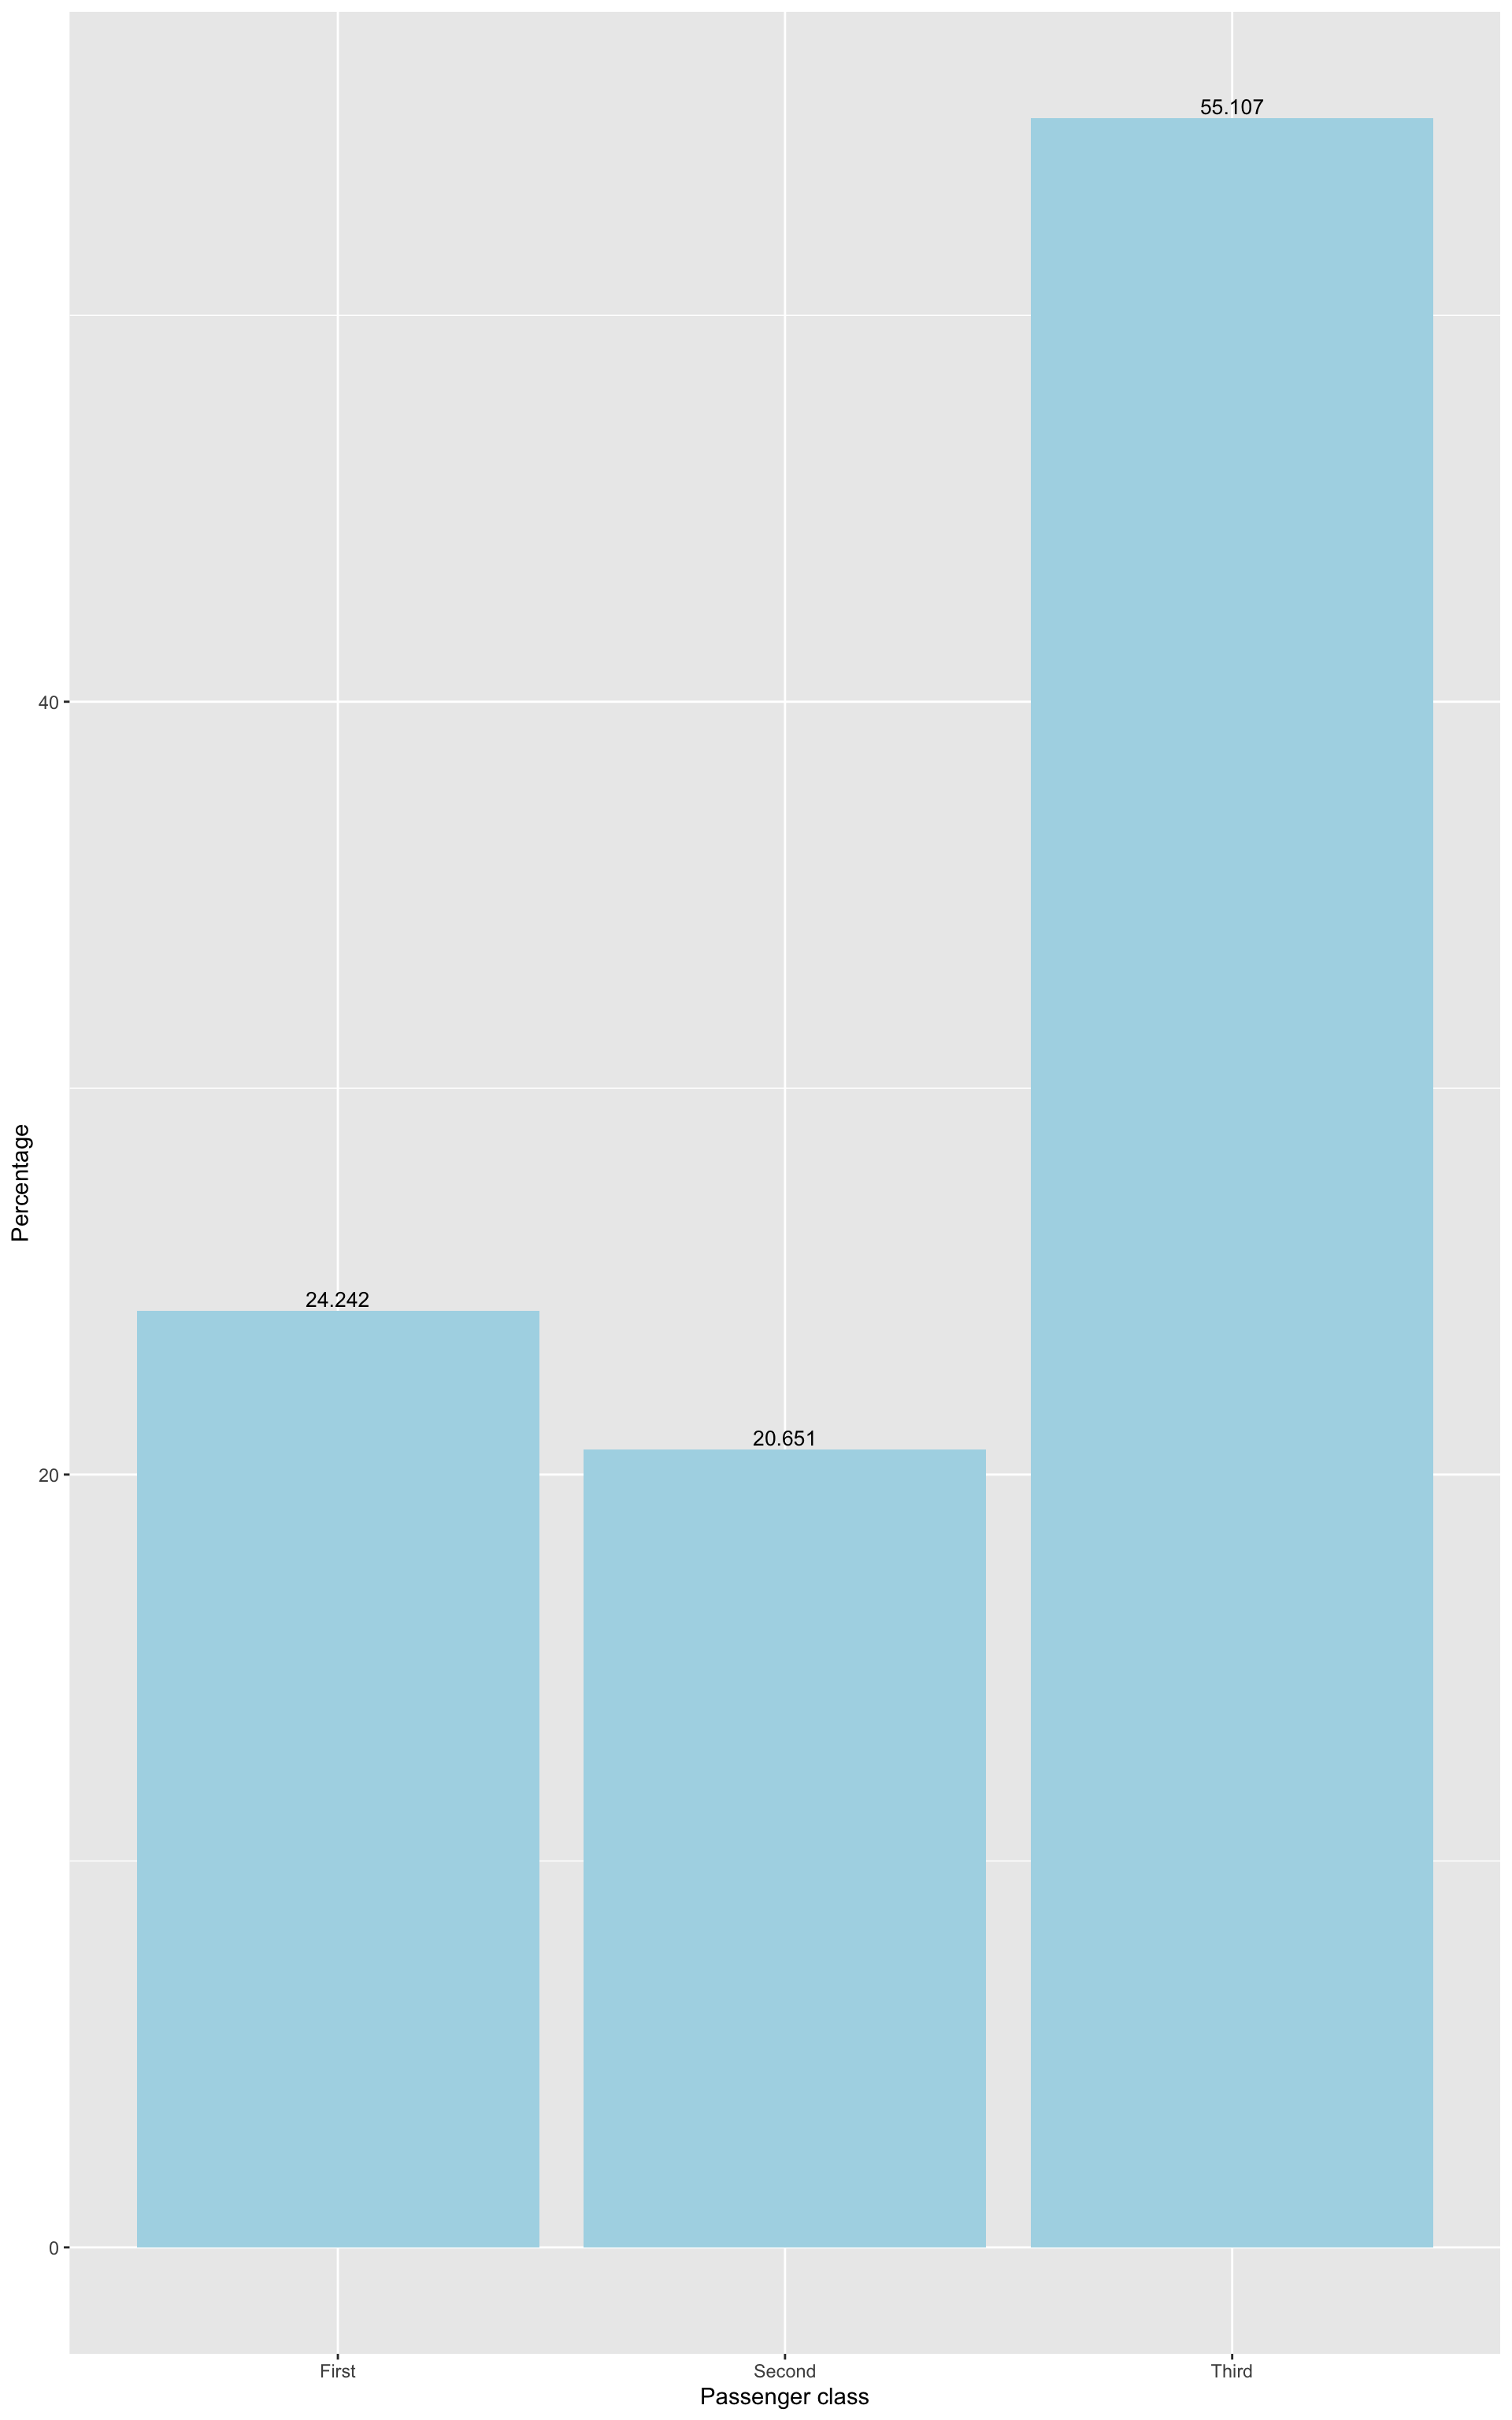 55.107
40
Percentage
24.242
20.651
20
0
First Second Third
Passenger class